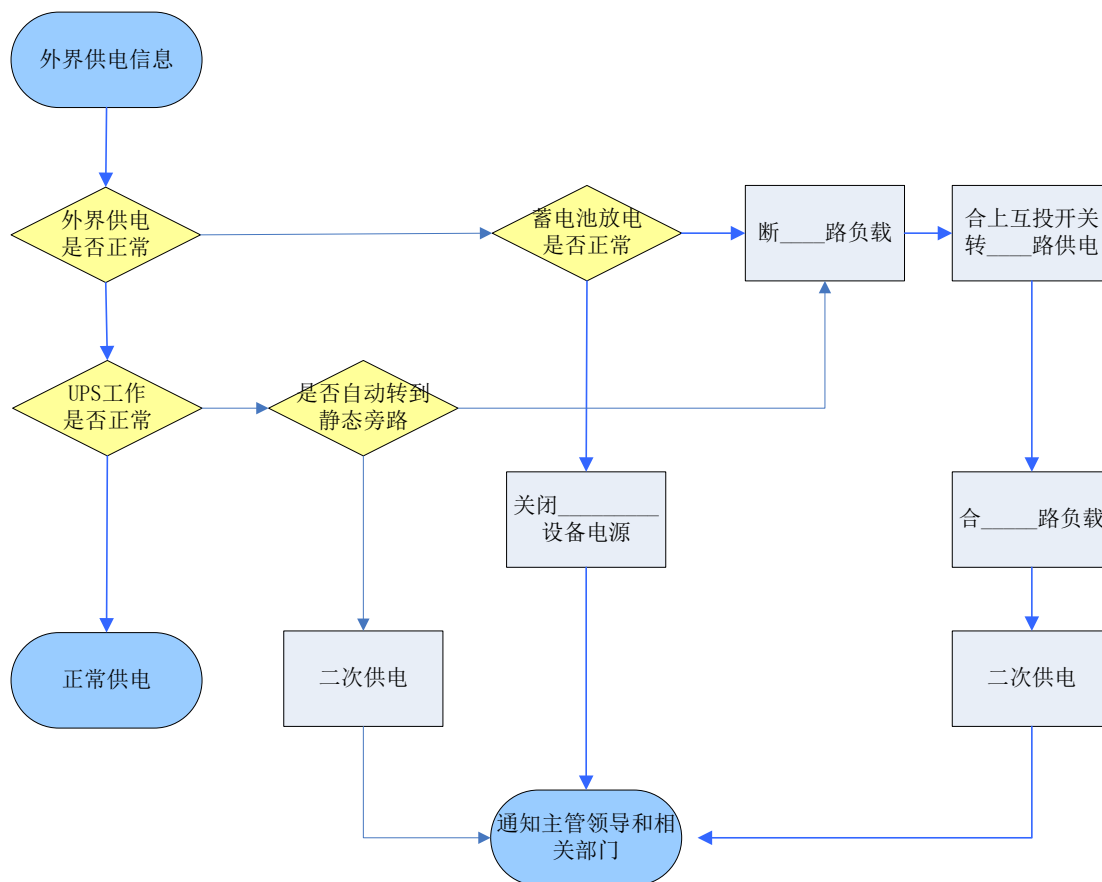 外界供电信息
外界供电
是否正常
蓄电池放电
是否正常
断____路负载
合上互投开关
转____路供电
UPS工作
是否正常
是否自动转到
静态旁路
关闭_________
设备电源
合_____路负载
正常供电
二次供电
二次供电
通知主管领导和相
关部门